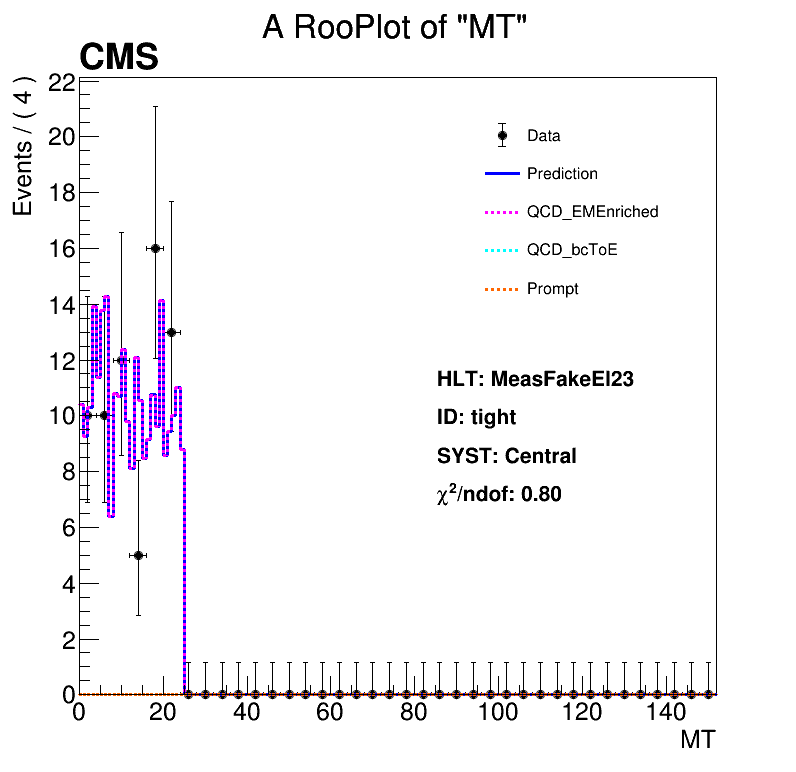 A RooPlot of "MT"
CMS
Events / ( 4 )
22
20
18
16
14
12
10
8
6
4
2
0
Data
Prediction
QCD_EMEnriched
QCD_bcToE
Prompt
HLT: MeasFakeEl23
ID: tight
SYST: Central
χ²/ndof: 0.80
0 20 40 60 80 100 120 140
MT